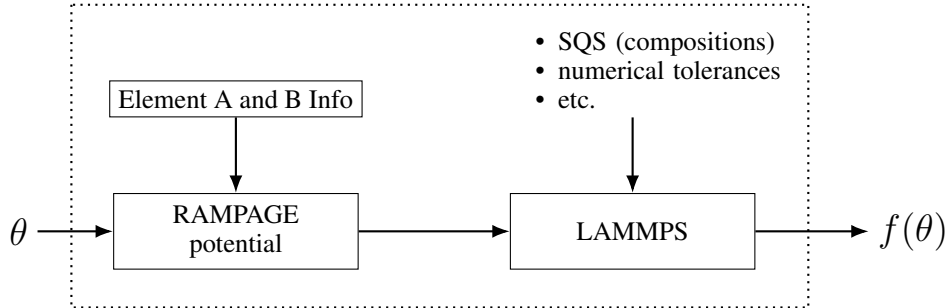 • SQS (compositions)
• numerical tolerances
• etc.
Element A and B Info
θ
RAMPAGE
potential
LAMMPS
f(θ)